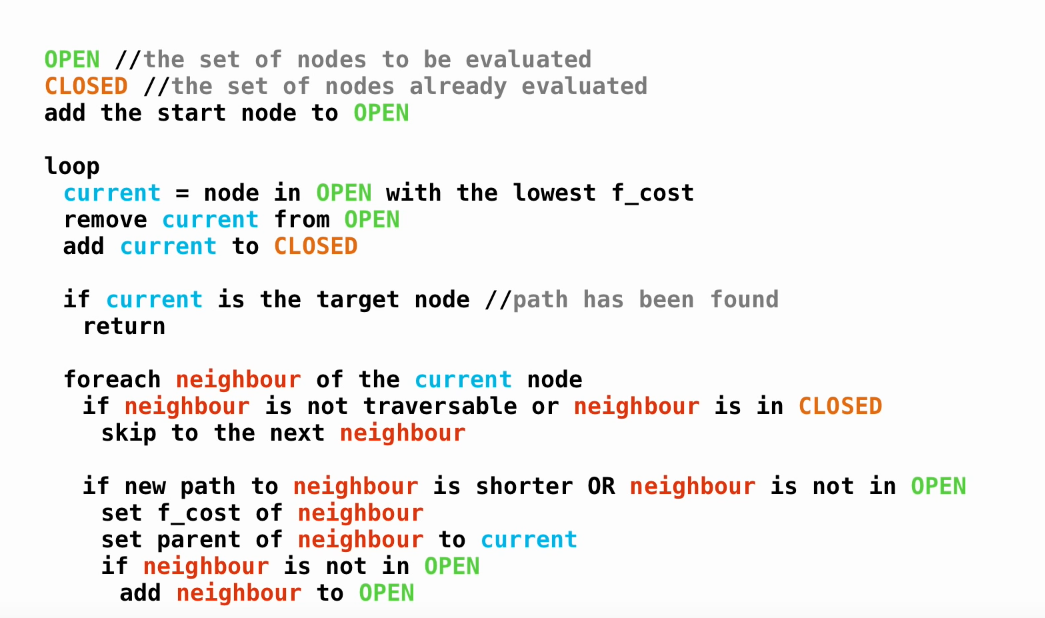 OPEN //the set of nodes to be evaluated
CLOSED //the set of nodes already evaluated
add the start node to OPEN
loop
current = node in OPEN with the lowest f_cost
remove current from OPEN
add current to CLOSED
if current is the target node //path has been found
return
foreach neighbour of the current node
if neighbour is not traversable or neighbour is in CLOSED
skip to the next neighbour
if new path to neighbour is shorter OR neighbour is not in OPEN
set f_cost of neighbour
set parent of neighbour to current
if neighbour is not in OPEN
add neighbour to OPEN